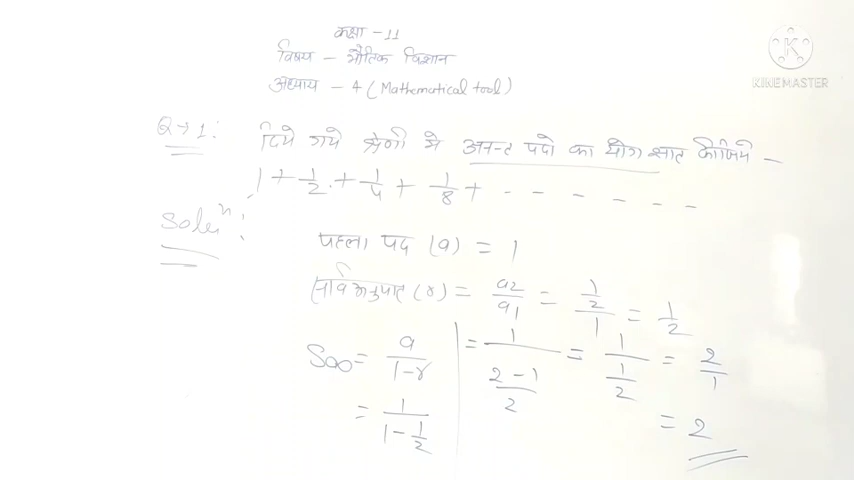 कक्षा - 11
विषय - भौतिक विज्ञान
अध्याय - 4 (Mathematical tool)
KINEMASTER
Q→1: दिये गये श्रेणी मे अनन्त पदो का योग ज्ञात कीजिये -
1 + 1/2 + 1/4 + 1/8 + - - - - - - -
Solun:
पहला पद (a) = 1
सार्वअनुपात (r) = a2/a1 = (1/2)/1 = 1/2
S∞ = a/(1-r)
= 1/(1 - 1/2)
= 1/((2-1)/2) = 1/(1/2) = 2/1
= 2